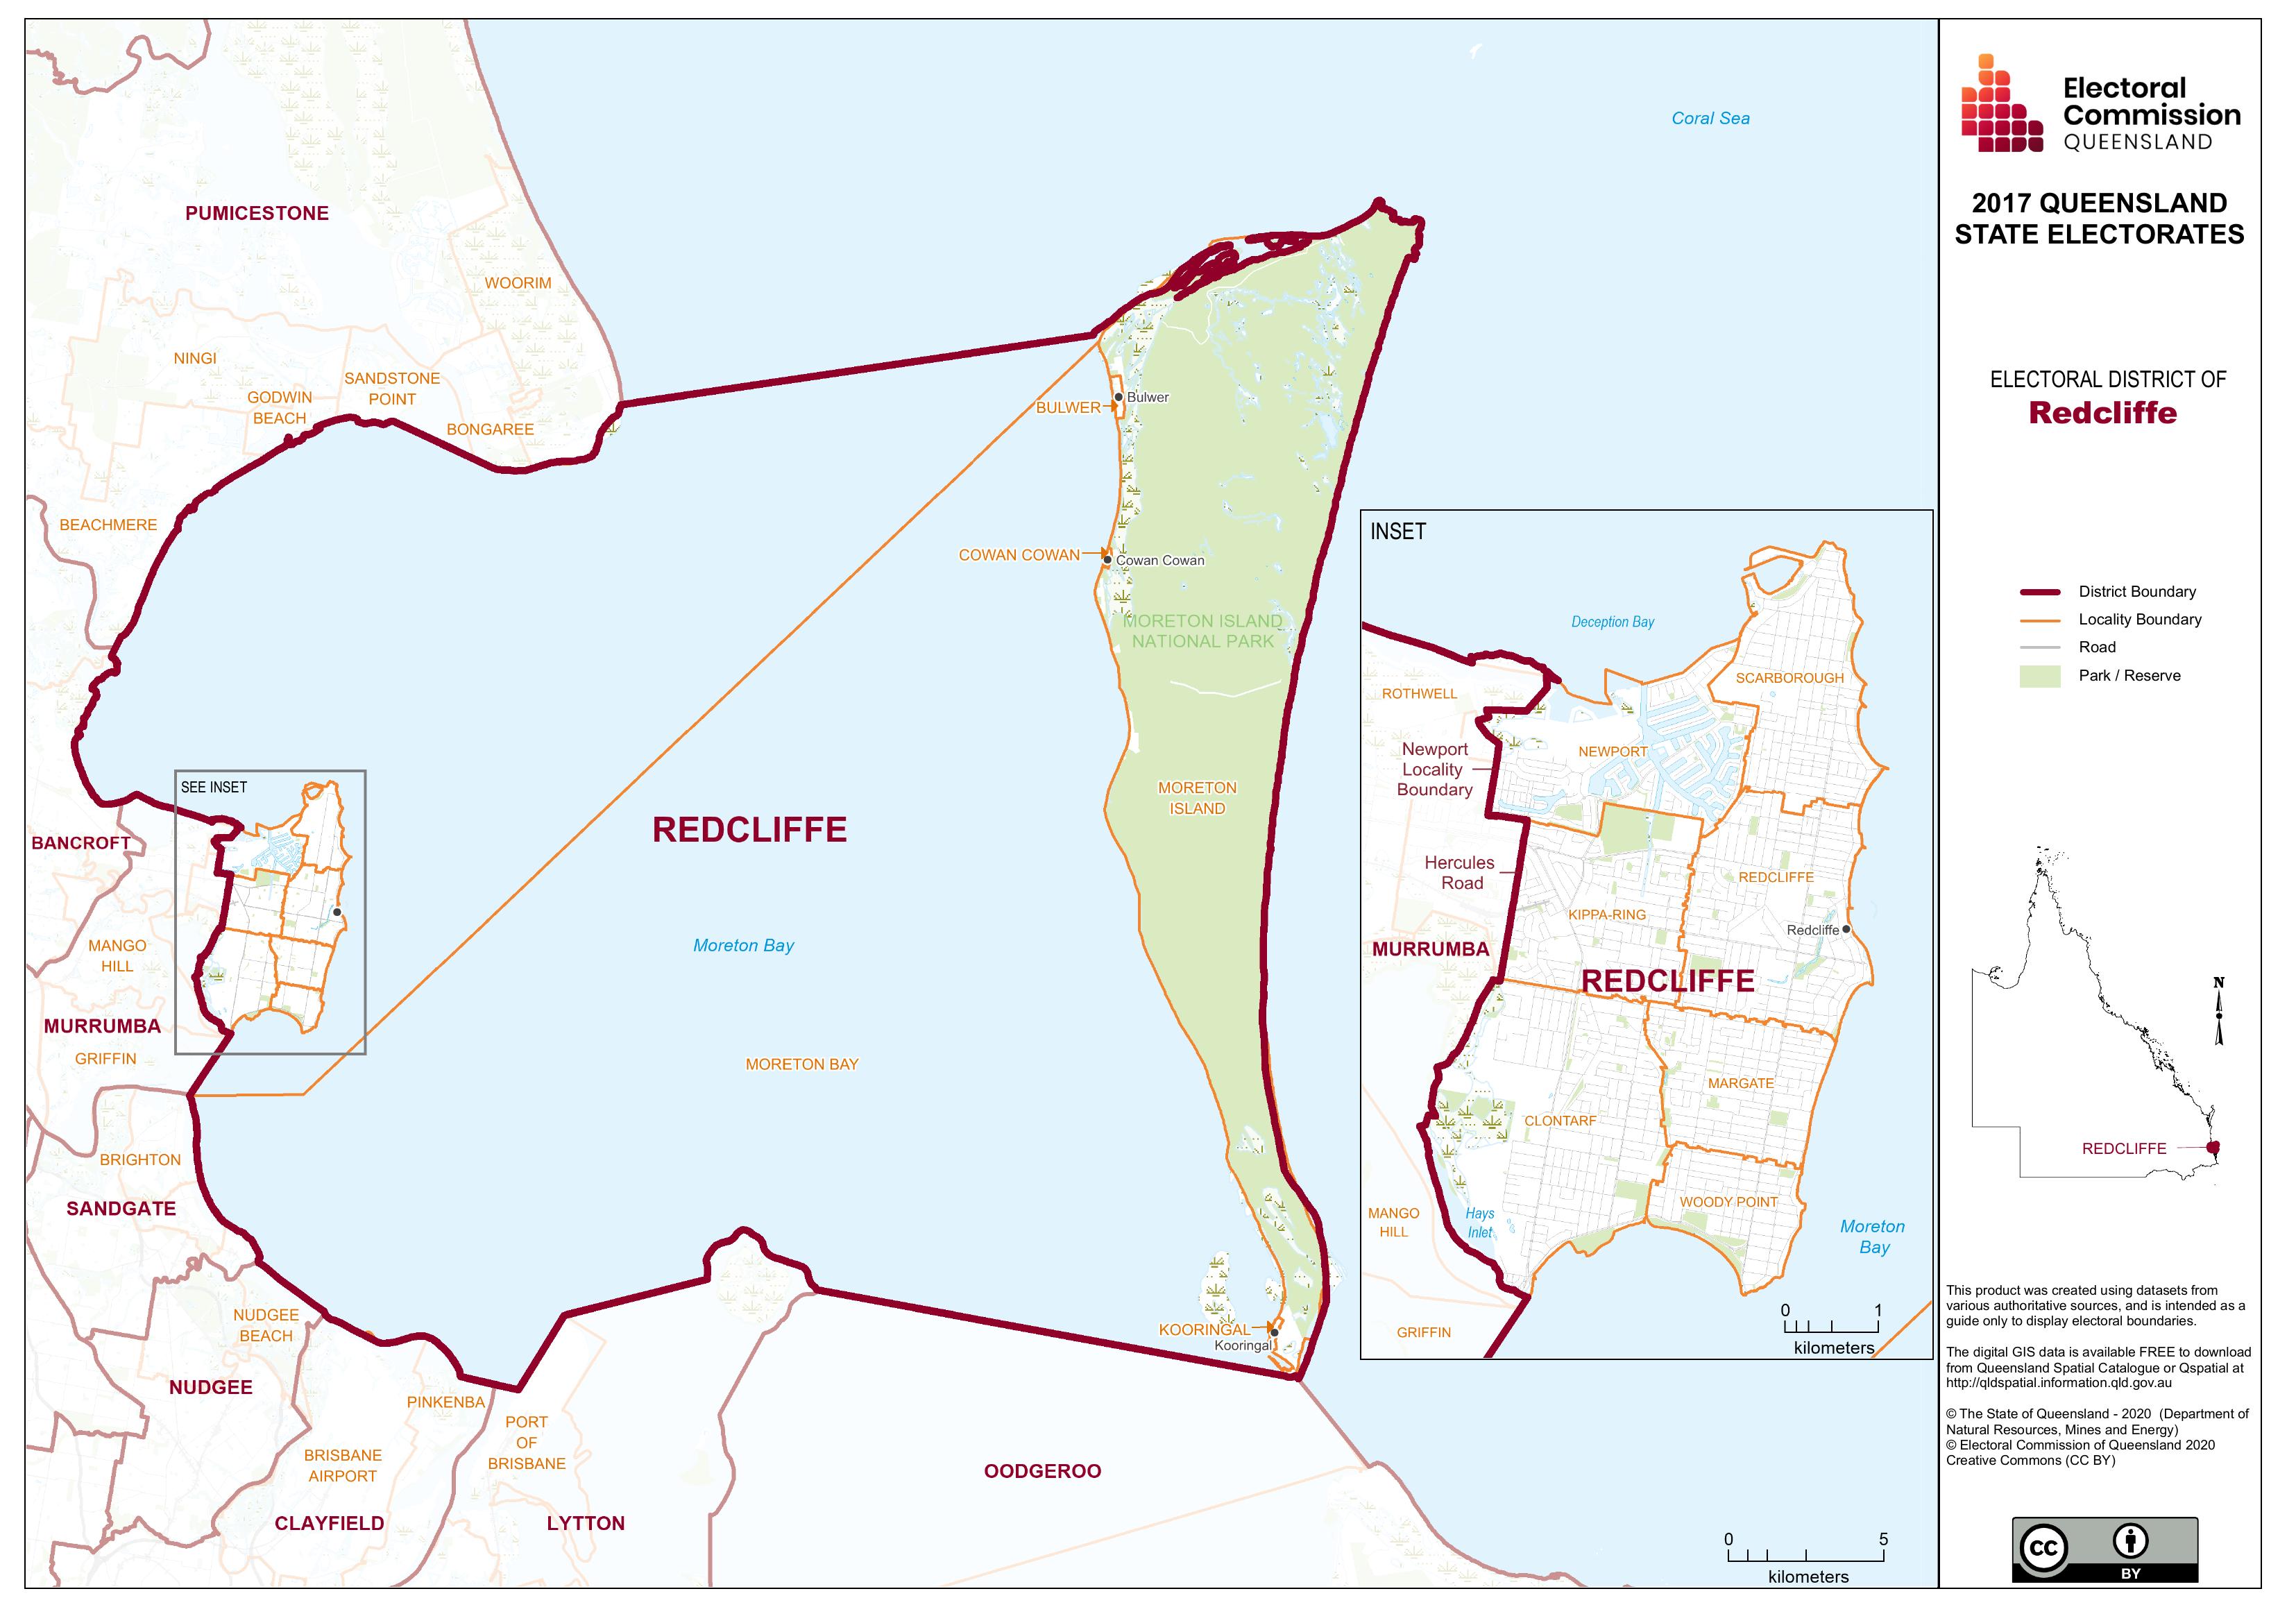 Coral Sea
PUMICESTONE
WOORIM
NINGI
SANDSTONE
POINT
GODWIN
BEACH
BONGAREE
BULWER
Bulwer
BEACHMERE
COWAN COWAN
Cowan Cowan
MORETON ISLAND
NATIONAL PARK
SEE INSET
MORETON
ISLAND
REDCLIFFE
BANCROFT
MANGO
HILL
Moreton Bay
MURRUMBA
GRIFFIN
MORETON BAY
BRIGHTON
SANDGATE
NUDGEE
BEACH
KOORINGAL
Kooringal
NUDGEE
PINKENBA
PORT
OF
BRISBANE
BRISBANE
AIRPORT
OODGEROO
CLAYFIELD
LYTTON
0 5
kilometers
INSET
Deception Bay
SCARBOROUGH
ROTHWELL
Newport
Locality
Boundary
NEWPORT
Hercules
Road
REDCLIFFE
KIPPA-RING
Redcliffe
MURRUMBA
REDCLIFFE
MARGATE
CLONTARF
WOODY POINT
MANGO
HILL
Hays
Inlet
Moreton
Bay
GRIFFIN
0 1
kilometers
Electoral
Commission
QUEENSLAND
2017 QUEENSLAND
STATE ELECTORATES
ELECTORAL DISTRICT OF
Redcliffe
District Boundary
Locality Boundary
Road
Park / Reserve
N
REDCLIFFE
This product was created using datasets from
various authoritative sources, and is intended as a
guide only to display electoral boundaries.
The digital GIS data is available FREE to download
from Queensland Spatial Catalogue or Qspatial at
http://qldspatial.information.qld.gov.au
© The State of Queensland - 2020 (Department of
Natural Resources, Mines and Energy)
© Electoral Commission of Queensland 2020
Creative Commons (CC BY)
CC
BY